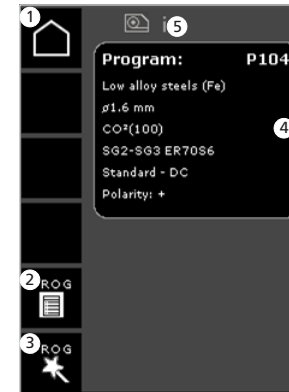 1
5
i
Program: P104
Low alloy steels (Fe)
ø1.6 mm
CO²(100)
4
SG2-SG3 ER70S6
Standard - DC
Polarity: +
2
ROG
3
ROG